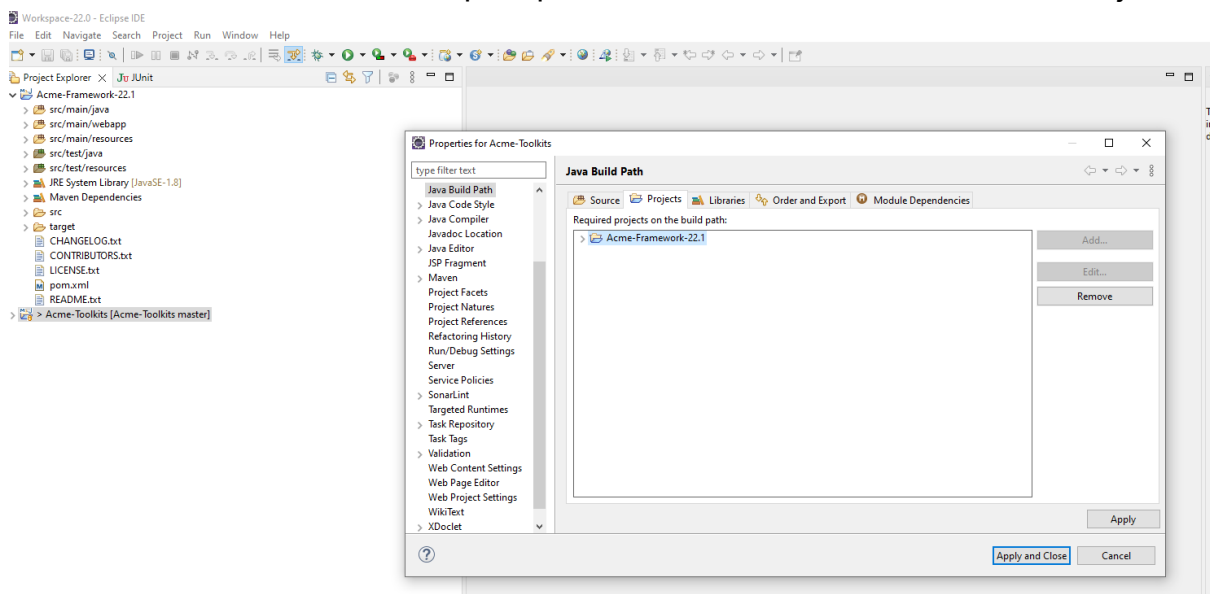 Workspace-22.0 - Eclipse IDE
File Edit Navigate Search Project Run Window Help
Project Explorer JUnit
Acme-Framework-22.1
src/main/java
src/main/webapp
src/main/resources
src/test/java
src/test/resources
JRE System Library [JavaSE-1.8]
Maven Dependencies
src
target
CHANGELOG.txt
CONTRIBUTORS.txt
LICENSE.txt
pom.xml
README.txt
> Acme-Toolkits [Acme-Toolkits master]
Properties for Acme-Toolkits
type filter text
Java Build Path
Java Code Style
Java Compiler
Javadoc Location
Java Editor
JSP Fragment
Maven
Project Facets
Project Natures
Project References
Refactoring History
Run/Debug Settings
Server
Service Policies
SonarLint
Targeted Runtimes
Task Repository
Task Tags
Validation
Web Content Settings
Web Page Editor
Web Project Settings
WikiText
XDoclet
Java Build Path
Source Projects Libraries Order and Export Module Dependencies
Required projects on the build path:
Acme-Framework-22.1
Add...
Edit...
Remove
Apply
Apply and Close Cancel